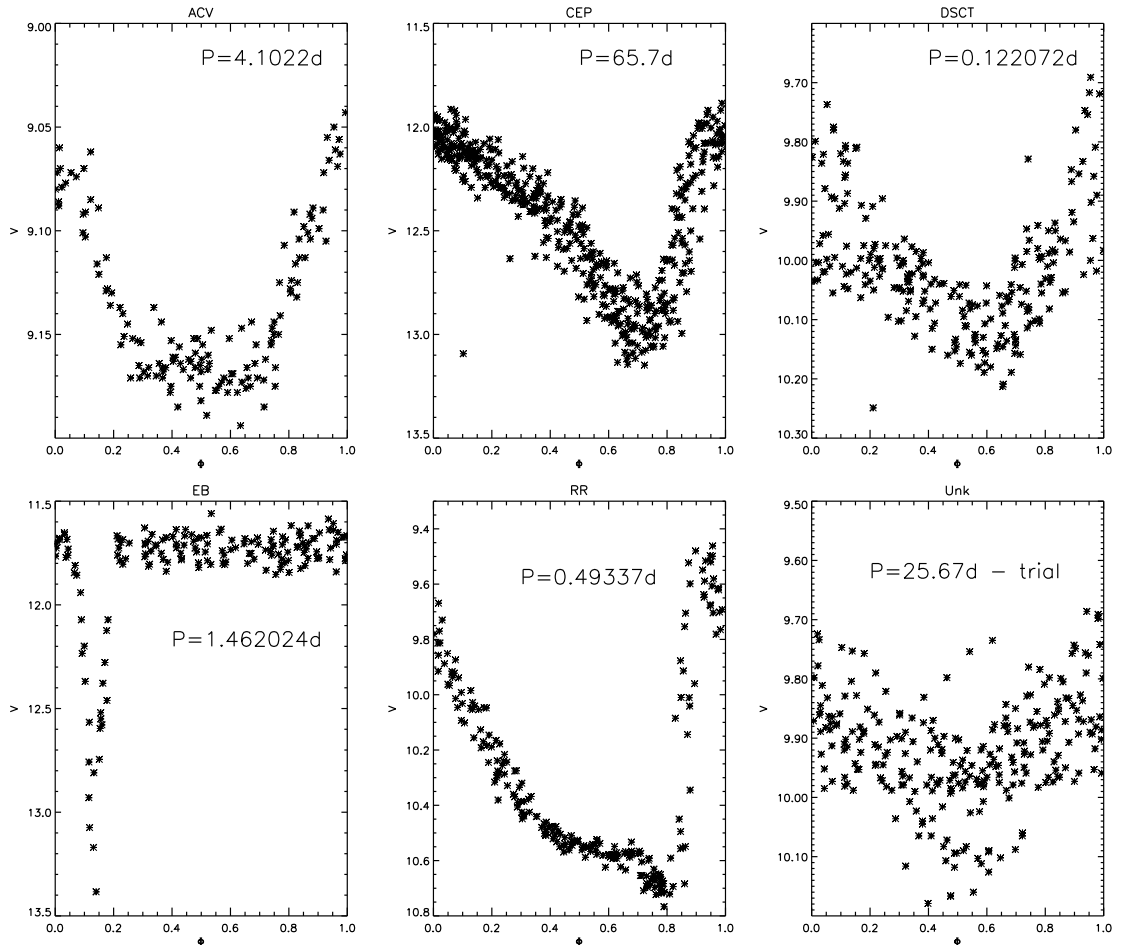 ACV
P=4.1022d
9.00
9.05
9.10
9.15
V
0.0 0.2 0.4 0.6 0.8 1.0
Φ
CEP
P=65.7d
11.5
12.0
12.5
13.0
13.5
V
0.0 0.2 0.4 0.6 0.8 1.0
Φ
DSCT
P=0.122072d
9.70
9.80
9.90
10.00
10.10
10.20
10.30
V
0.0 0.2 0.4 0.6 0.8 1.0
Φ
EB
P=1.462024d
11.5
12.0
12.5
13.0
13.5
V
0.0 0.2 0.4 0.6 0.8 1.0
Φ
RR
P=0.49337d
9.4
9.6
9.8
10.0
10.2
10.4
10.6
10.8
V
0.0 0.2 0.4 0.6 0.8 1.0
Φ
Unk
P=25.67d − trial
9.50
9.60
9.70
9.80
9.90
10.00
10.10
V
0.0 0.2 0.4 0.6 0.8 1.0
Φ